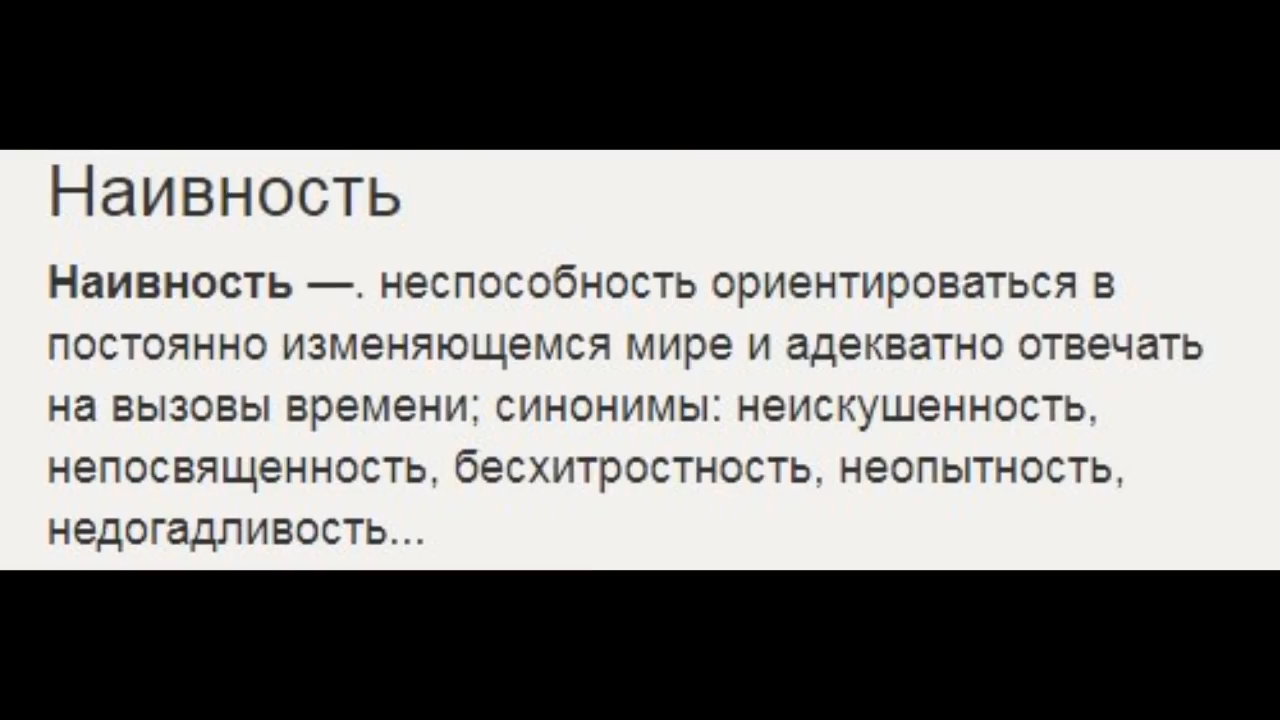 Наивность
Наивность —. неспособность ориентироваться в
постоянно изменяющемся мире и адекватно отвечать
на вызовы времени; синонимы: неискушенность,
непосвященность, бесхитростность, неопытность,
недогадливость...